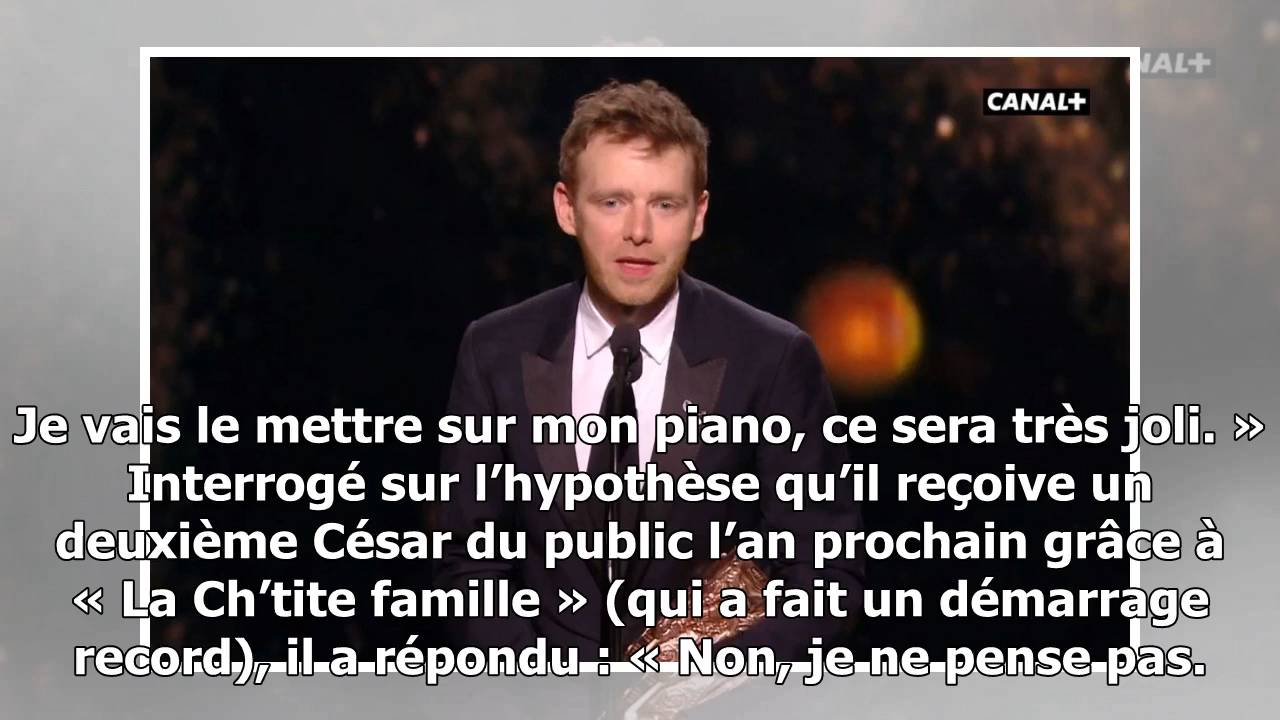 NAL+
CANAL+
Je vais le mettre sur mon piano, ce sera très joli. »
Interrogé sur l’hypothèse qu’il reçoive un
deuxième César du public l’an prochain grâce à
« La Ch’tite famille » (qui a fait un démarrage
record), il a répondu : « Non, je ne pense pas.